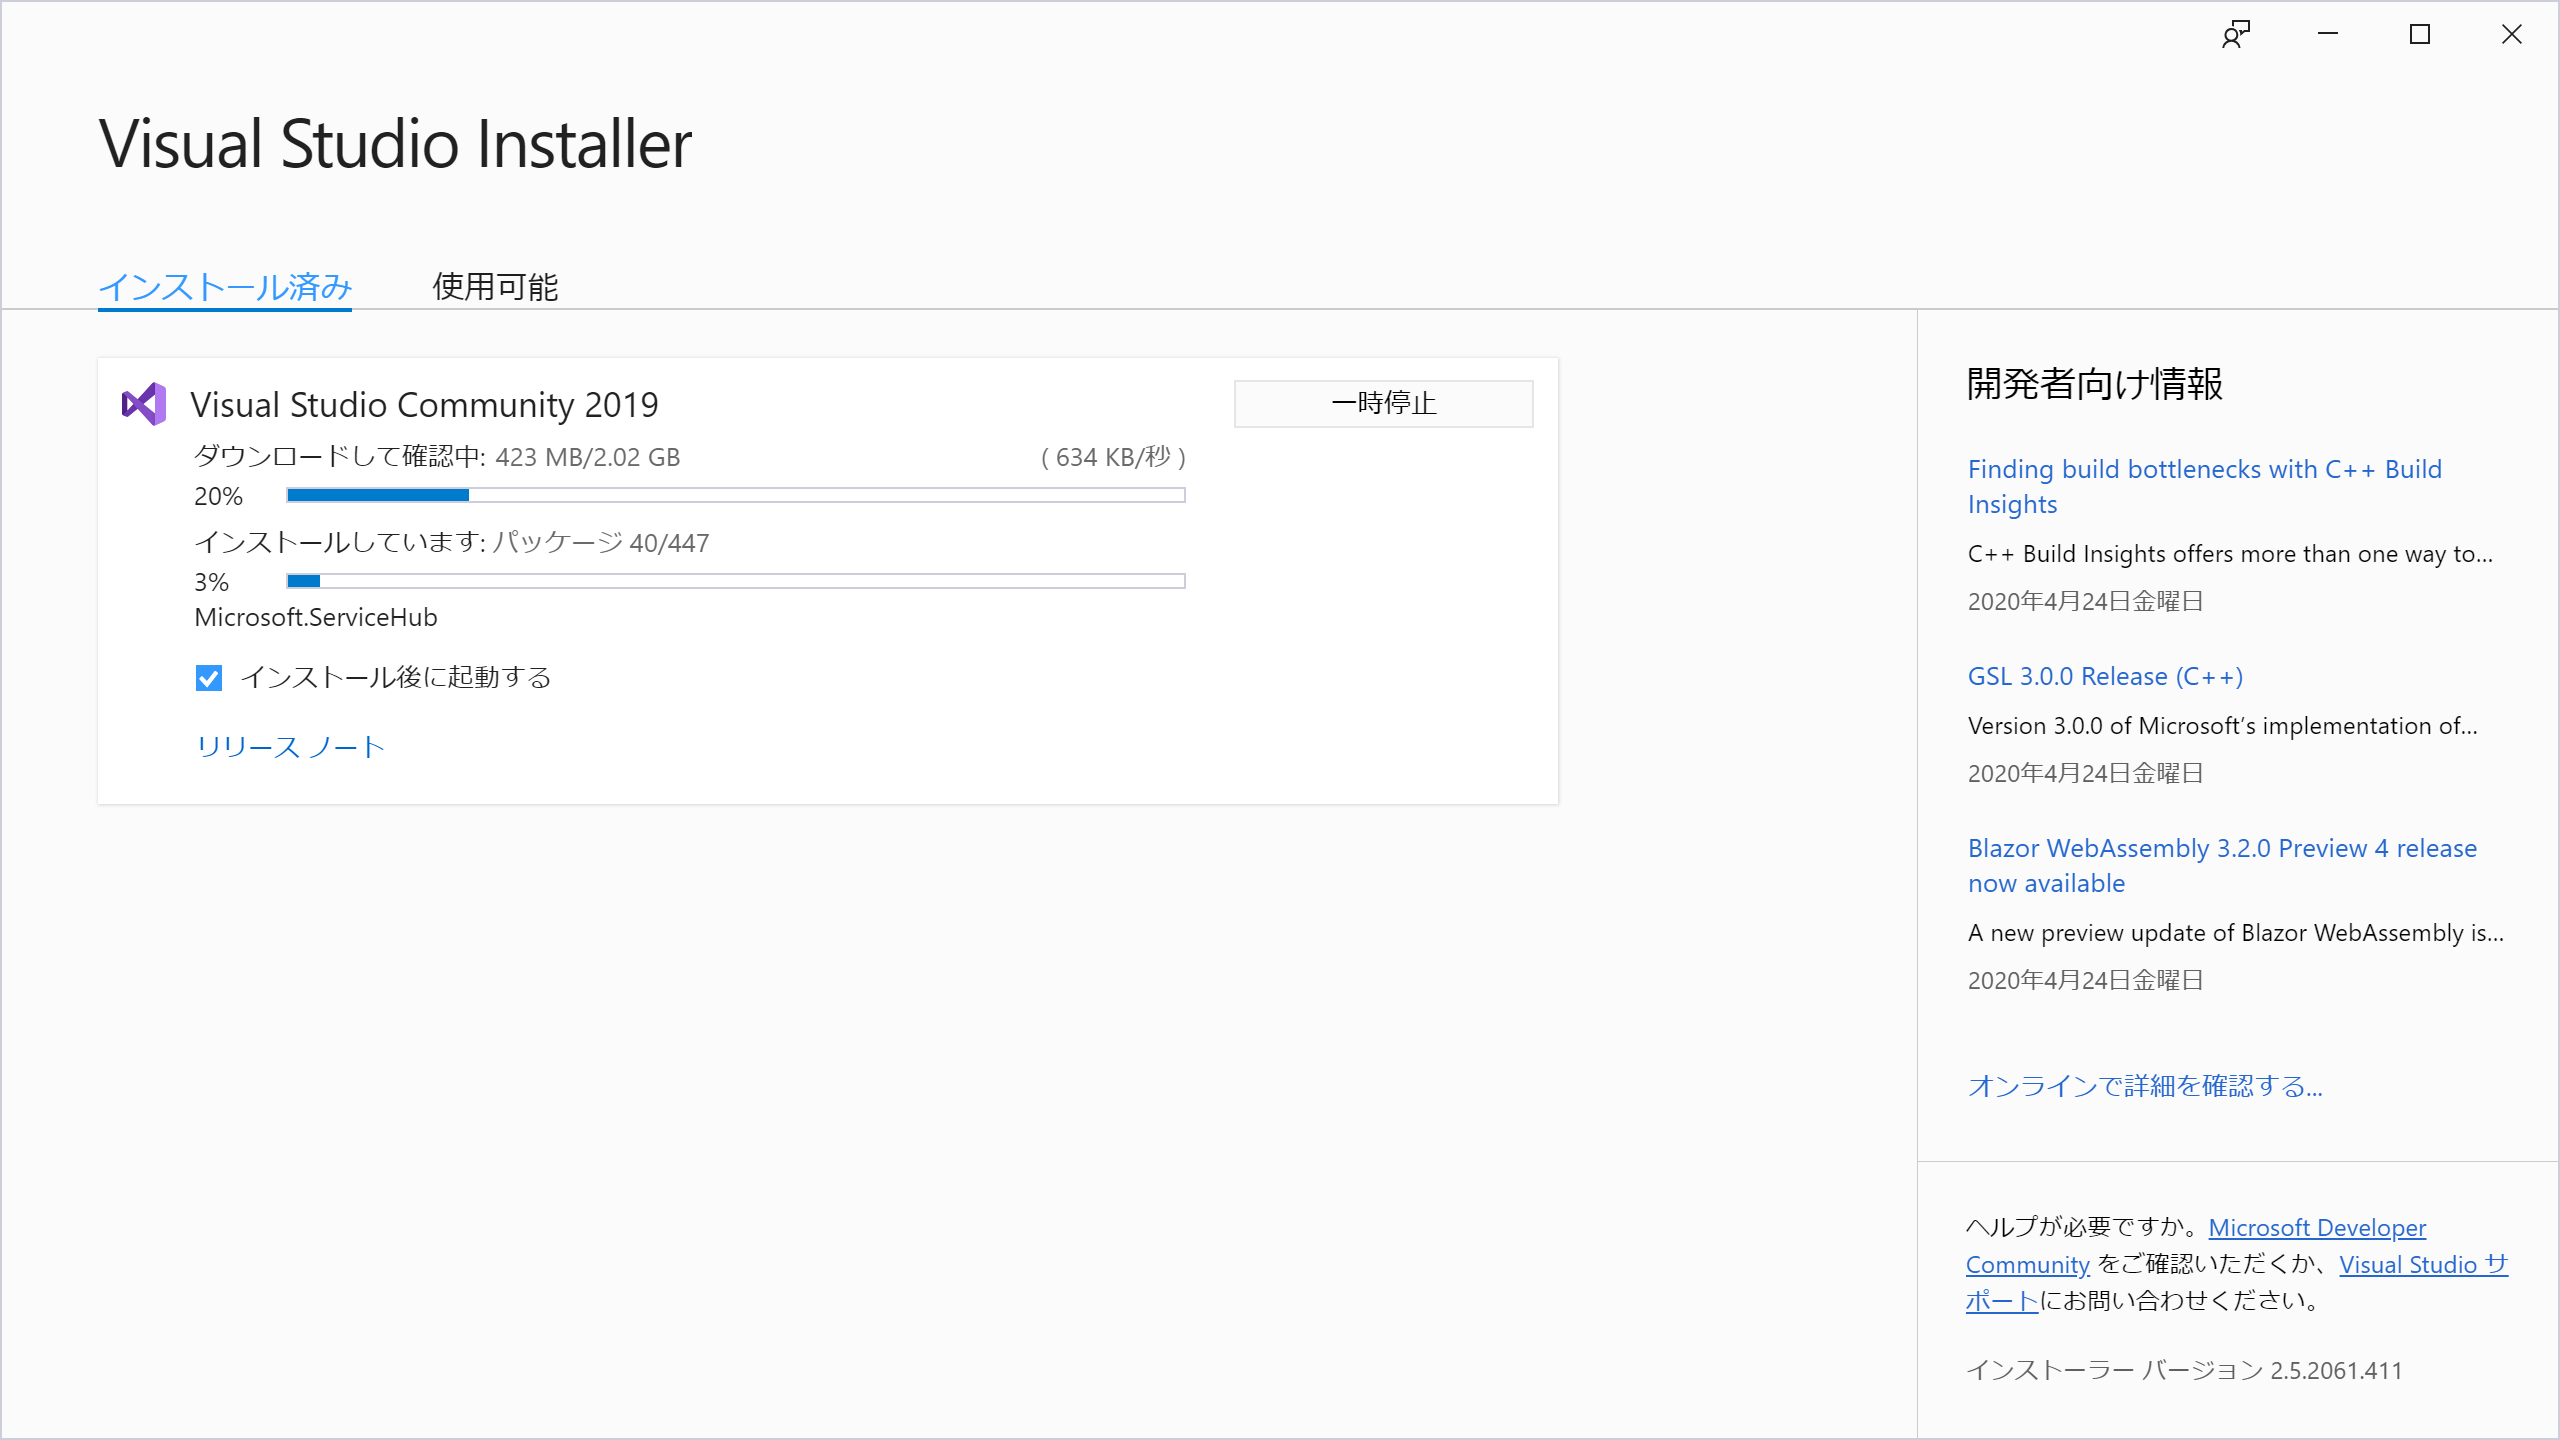 Visual Studio Installer
インストール済み
使用可能
Visual Studio Community 2019
一時停止
ダウンロードして確認中: 423 MB/2.02 GB
( 634 KB/秒 )
20%
インストールしています: パッケージ 40/447
3%
Microsoft.ServiceHub
インストール後に起動する
リリース ノート
開発者向け情報
Finding build bottlenecks with C++ Build
Insights
C++ Build Insights offers more than one way to...
2020年4月24日金曜日
GSL 3.0.0 Release (C++)
Version 3.0.0 of Microsoft’s implementation of...
2020年4月24日金曜日
Blazor WebAssembly 3.2.0 Preview 4 release
now available
A new preview update of Blazor WebAssembly is...
2020年4月24日金曜日
オンラインで詳細を確認する...
ヘルプが必要ですか。Microsoft Developer
Community をご確認いただくか、Visual Studio サ
ポートにお問い合わせください。
インストーラー バージョン 2.5.2061.411